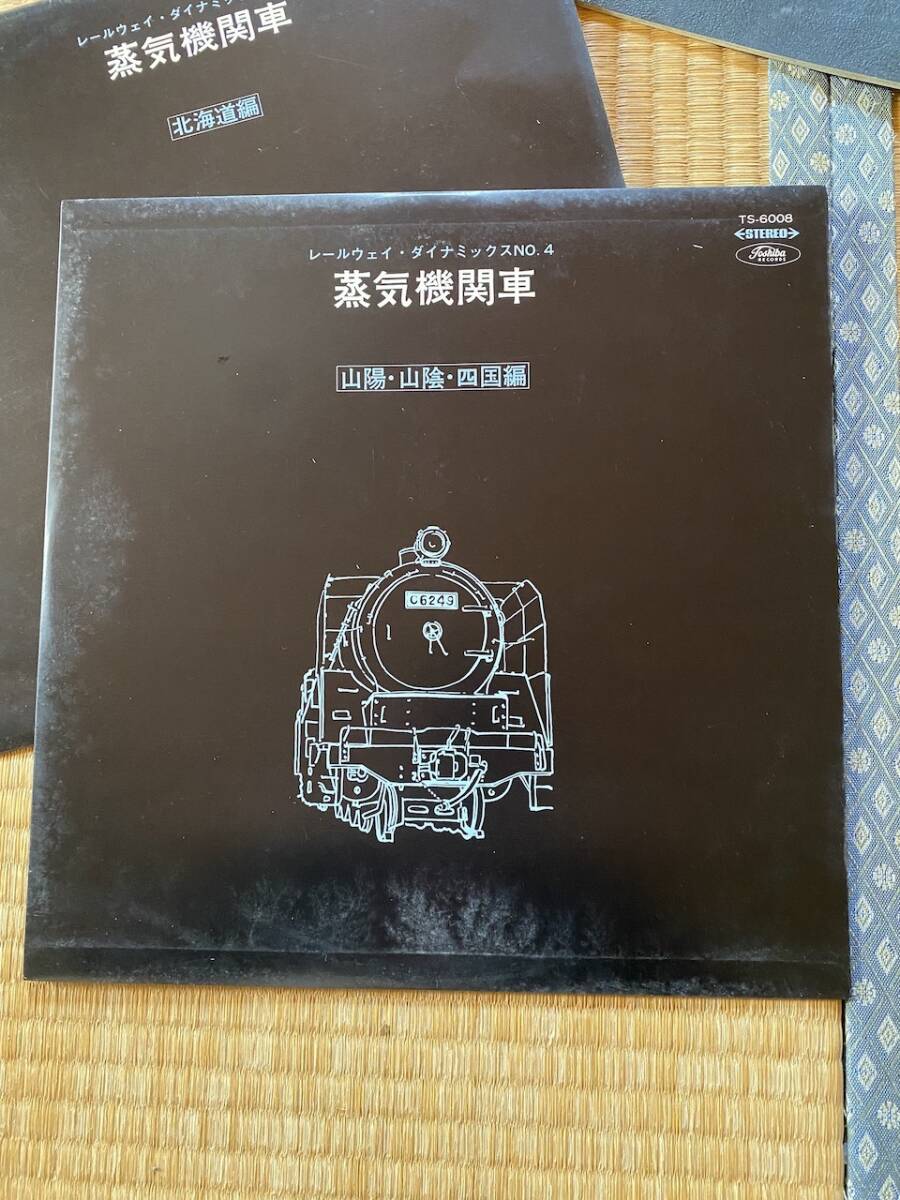 レールウェイ・ダイナミッ
蒸気機関車
北海道編
TS-6008
STEREO
Toshiba
RECORDS
レールウェイ・ダイナミックスNO.4
蒸気機関車
山陽・山陰・四国編
C6249